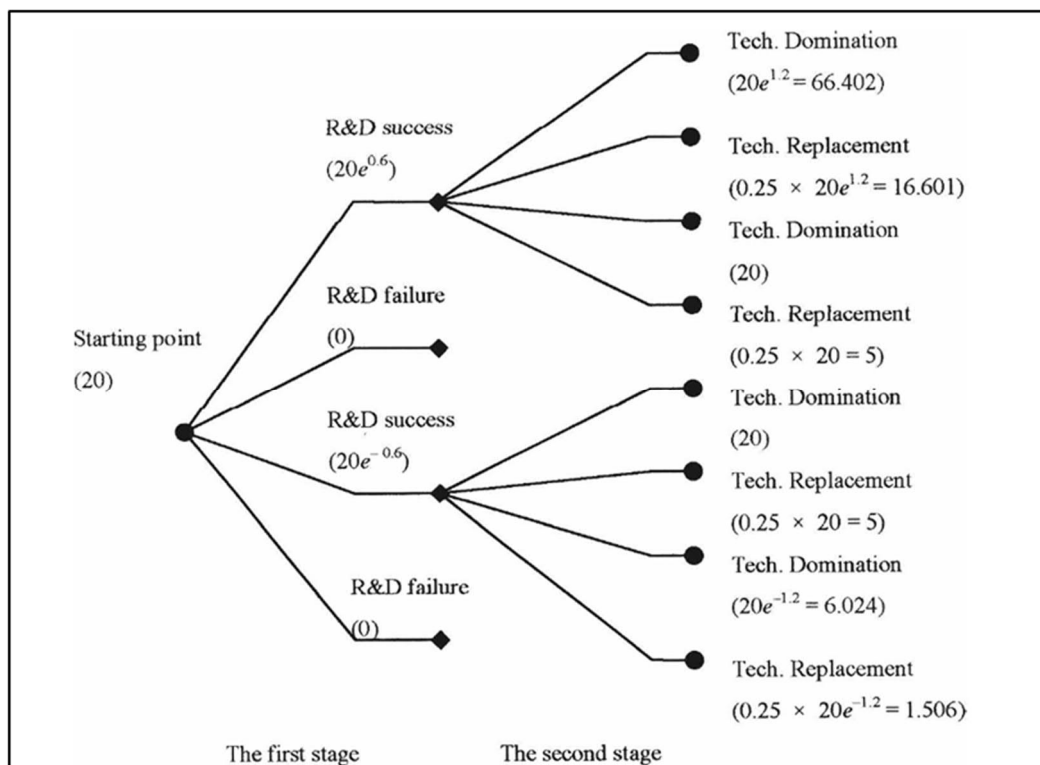 Tech. Domination
(20e^1.2 = 66.402)
R&D success
(20e^0.6)
Tech. Replacement
(0.25 × 20e^1.2 = 16.601)
Tech. Domination
(20)
R&D failure
(0)
Tech. Replacement
(0.25 × 20 = 5)
Starting point
(20)
Tech. Domination
(20)
R&D success
(20e^− 0.6)
Tech. Replacement
(0.25 × 20 = 5)
Tech. Domination
(20e^−1.2 = 6.024)
R&D failure
(0)
Tech. Replacement
(0.25 × 20e^−1.2 = 1.506)
The first stage
The second stage